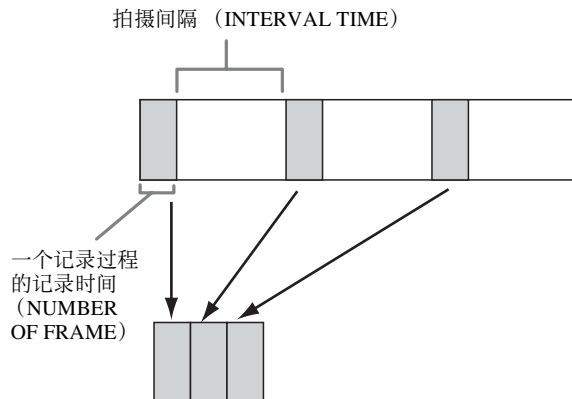 拍摄间隔 （INTERVAL TIME）
一个记录过程
的记录时间
（NUMBER
OF FRAME）